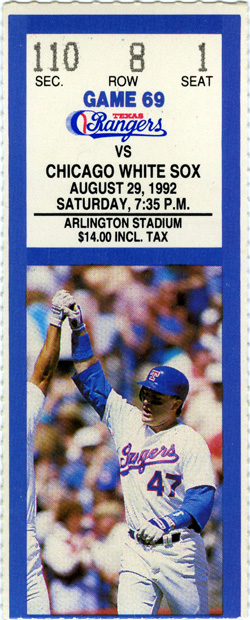 110 8 1
SEC. ROW SEAT
GAME 69
TEXAS
Rangers
VS
CHICAGO WHITE SOX
AUGUST 29, 1992
SATURDAY, 7:35 P.M.
ARLINGTON STADIUM
$14.00 INCL. TAX
T
Rangers
47